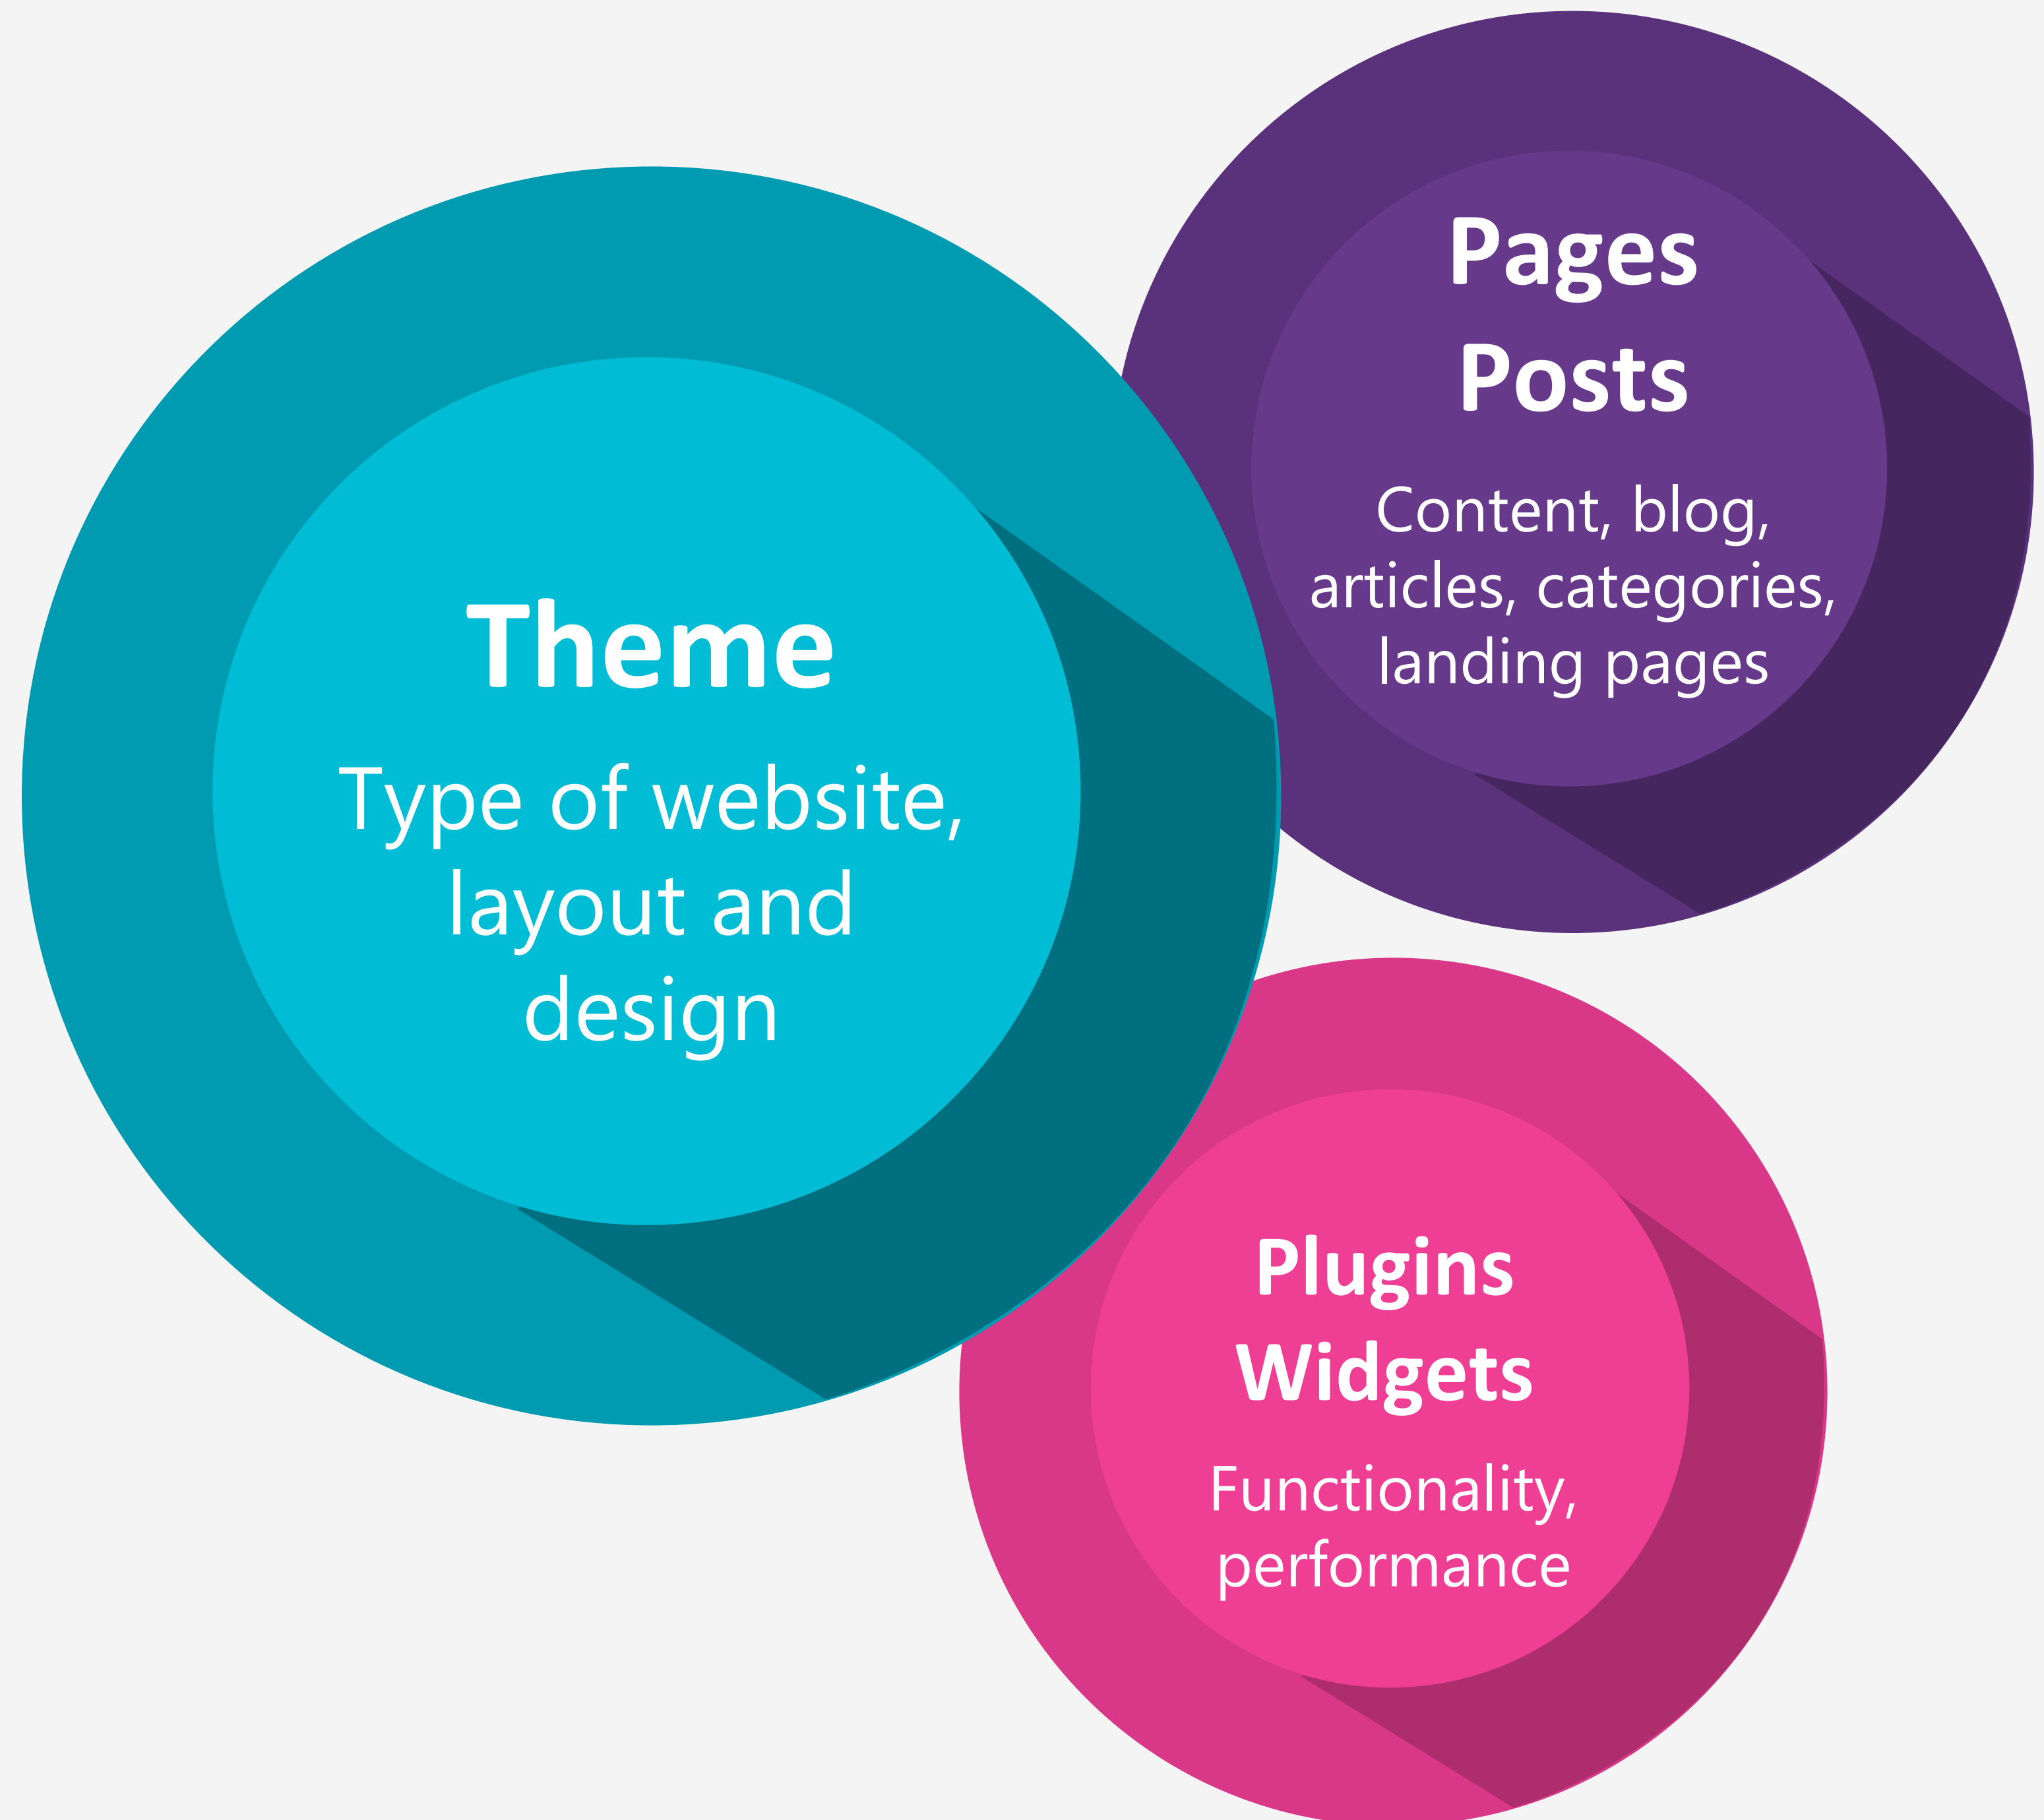 Theme
Type of website,
layout and
design
Pages
Posts
Content, blog,
articles, categories,
landing pages
Plugins
Widgets
Functionality,
performance